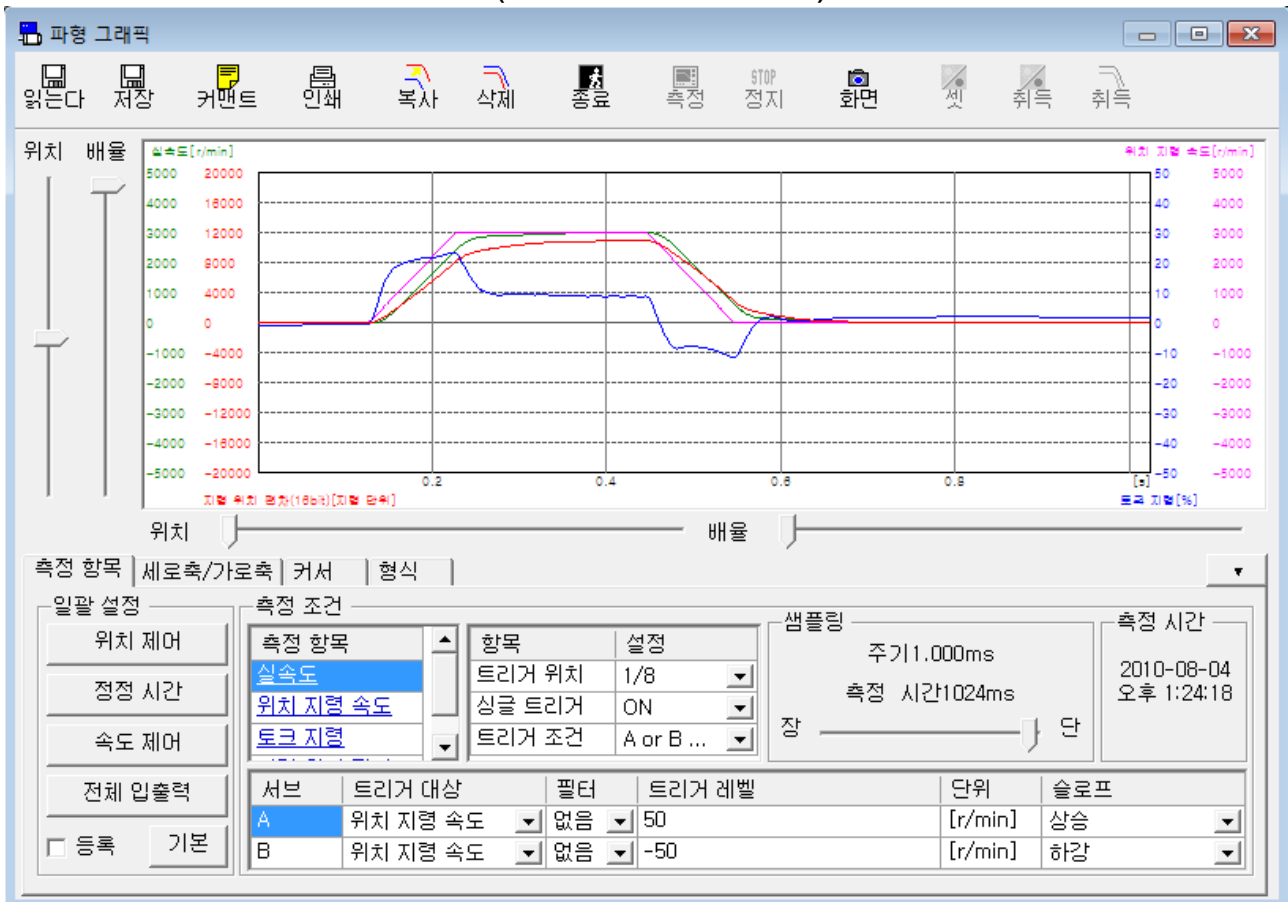 파형 그래픽
읽는다 저장 커맨트 인쇄 복사 삭제 종료 측정 STOP 정지 화면 셋 취득 취득
위치 배율
실속도[r/min] 위치 지령 속도[r/min]
5000 20000 50 5000
4000 16000 40 4000
3000 12000 30 3000
2000 8000 20 2000
1000 4000 10 1000
0 0 0 0
-1000 -4000 -10 -1000
-2000 -8000 -20 -2000
-3000 -12000 -30 -3000
-4000 -16000 -40 -4000
-5000 -20000 -50 -5000
0.2 0.4 0.6 0.8 [s]
지령 위치 편차(16bit)[지령 단위] 토크 지령[%]
위치 배율
측정 항목 세로축/가로축 커서 형식
일괄 설정
위치 제어
정정 시간
속도 제어
전체 입출력
등록 기본
측정 조건
측정 항목
실속도
위치 지령 속도
토크 지령
항목 설정
트리거 위치 1/8
싱글 트리거 ON
트리거 조건 A or B ...
샘플링
주기1.000ms
측정 시간1024ms
장 단
측정 시간
2010-08-04
오후 1:24:18
서브 트리거 대상 필터 트리거 레벨 단위 슬로프
A 위치 지령 속도 없음 50 [r/min] 상승
B 위치 지령 속도 없음 -50 [r/min] 하강